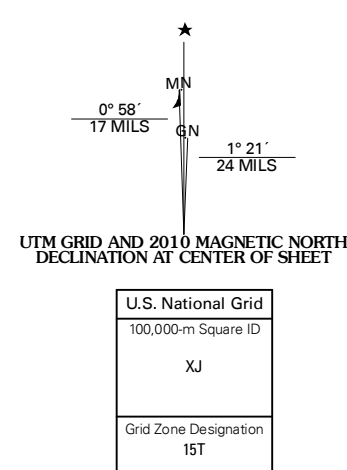 MN
0° 58´
17 MILS
GN
1° 21´
24 MILS
UTM GRID AND 2010 MAGNETIC NORTH
DECLINATION AT CENTER OF SHEET
U.S. National Grid
100,000-m Square ID
XJ
Grid Zone Designation
15T